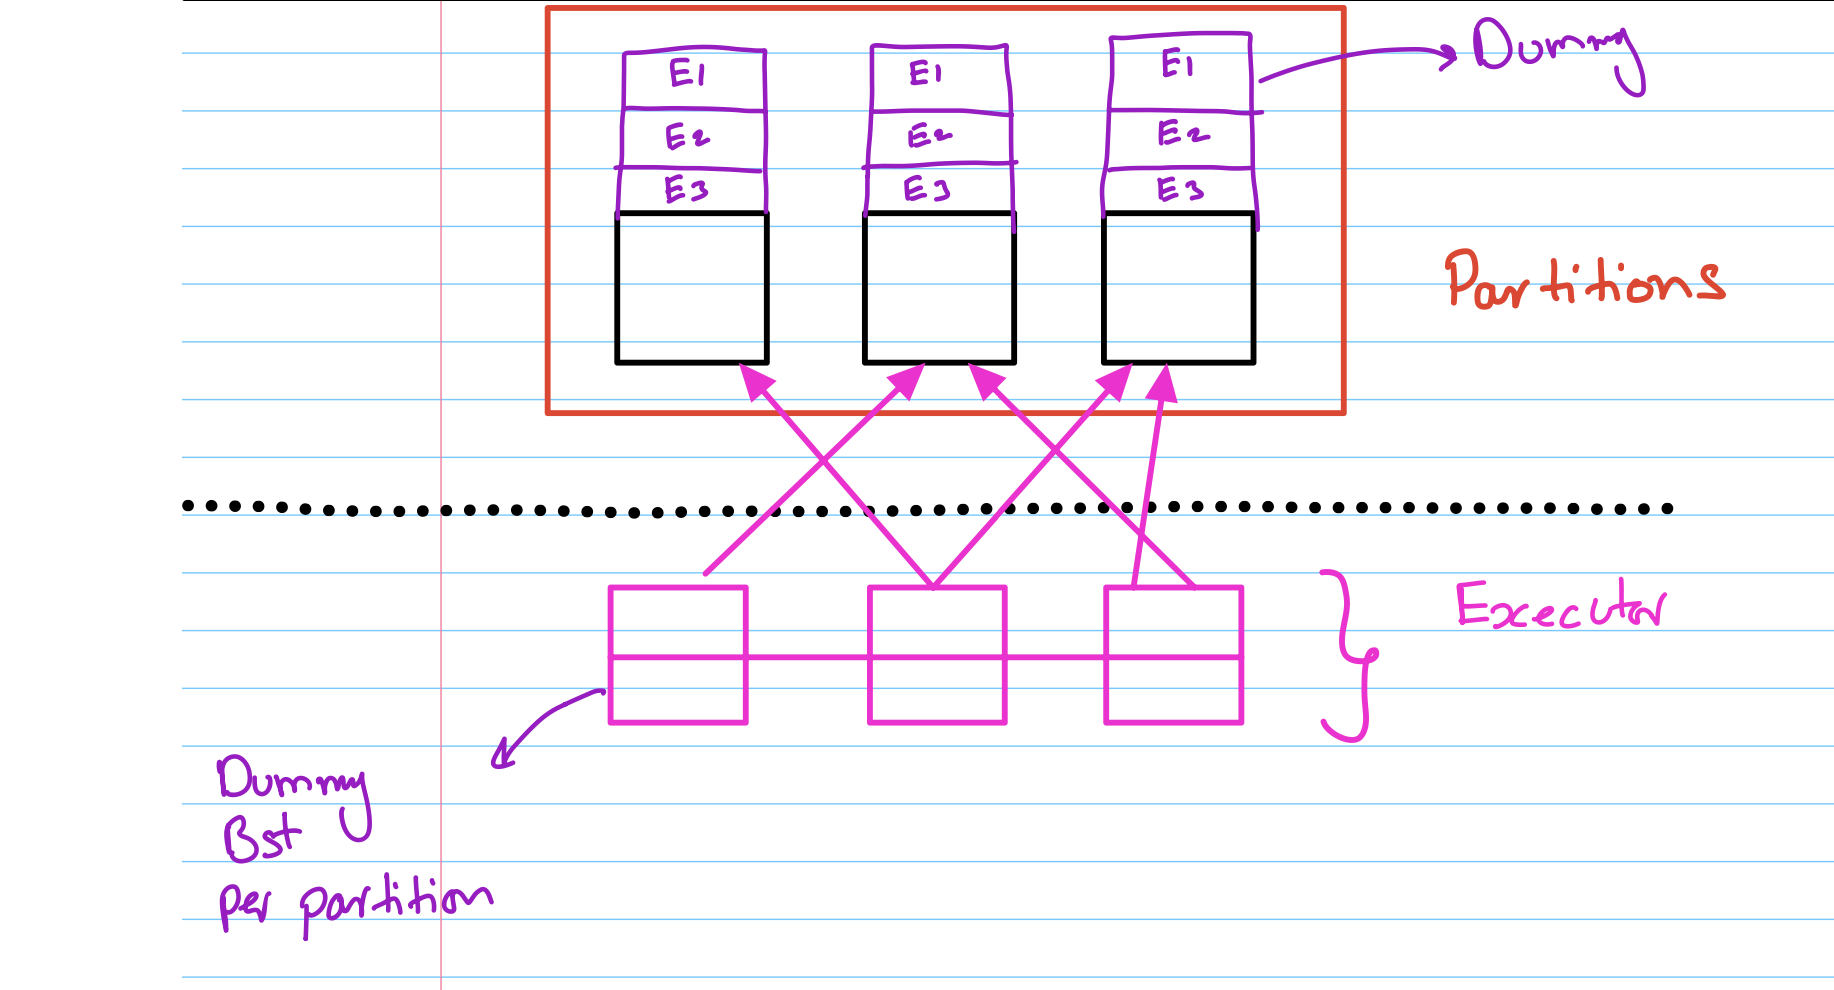 E1
E1
E1
Dummy
E2
E2
E2
E3
E3
E3
Partitions
Executor
Dummy
Bst
per partition